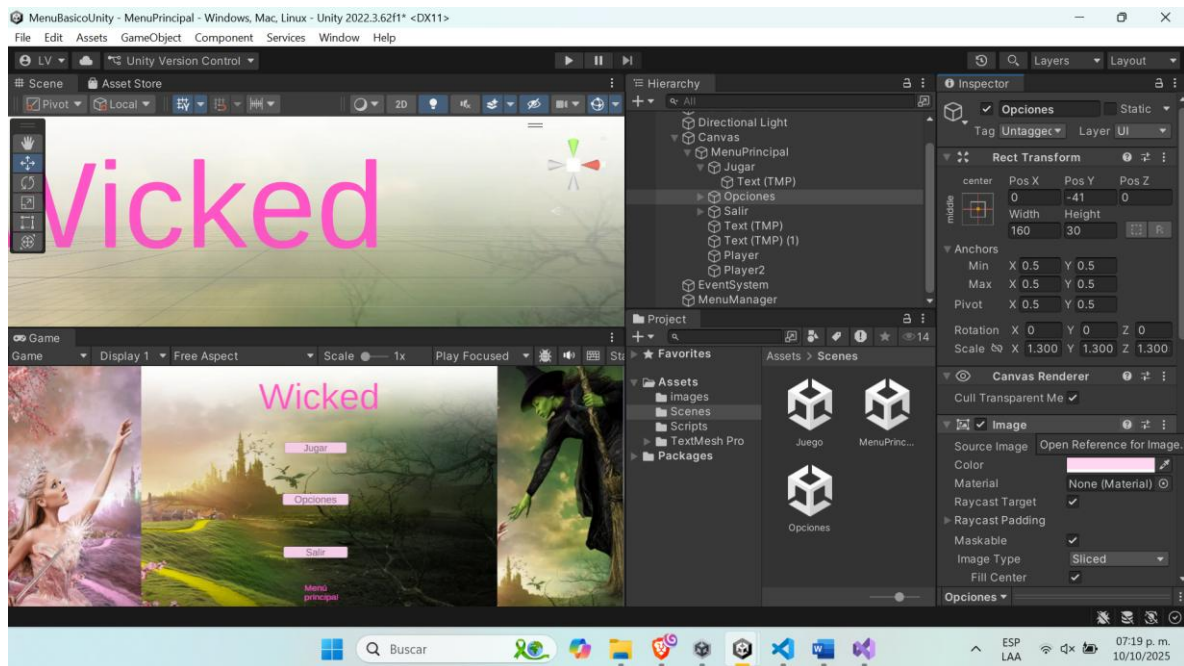 MenuBasicoUnity - MenuPrincipal - Windows, Mac, Linux - Unity 2022.3.62f1* <DX11>
File Edit Assets GameObject Component Services Window Help
LV Unity Version Control Layers Layout
Scene Asset Store
Pivot Local 2D
Wicked
Game
Game Display 1 Free Aspect Scale 1x Play Focused
Wicked
Jugar
Opciones
Salir
Menú
principal
Hierarchy
All
Directional Light
Canvas
MenuPrincipal
Jugar
Text (TMP)
Opciones
Salir
Text (TMP)
Text (TMP) (1)
Player
Player2
EventSystem
MenuManager
Project
14
Favorites
Assets
images
Scenes
Scripts
TextMesh Pro
Packages
Assets > Scenes
Juego
MenuPrinc...
Opciones
Inspector
Opciones Static
Tag Untaggec Layer UI
Rect Transform
center Pos X Pos Y Pos Z
middle 0 -41 0
Width Height
160 30 R
Anchors
Min X 0.5 Y 0.5
Max X 0.5 Y 0.5
Pivot X 0.5 Y 0.5
Rotation X 0 Y 0 Z 0
Scale X 1.300 Y 1.300 Z 1.300
Canvas Renderer
Cull Transparent Me
Image
Source Image Open Reference for Image.
Color
Material None (Material)
Raycast Target
Raycast Padding
Maskable
Image Type Sliced
Fill Center
Opciones
Buscar
ESP
LAA
07:19 p. m.
10/10/2025